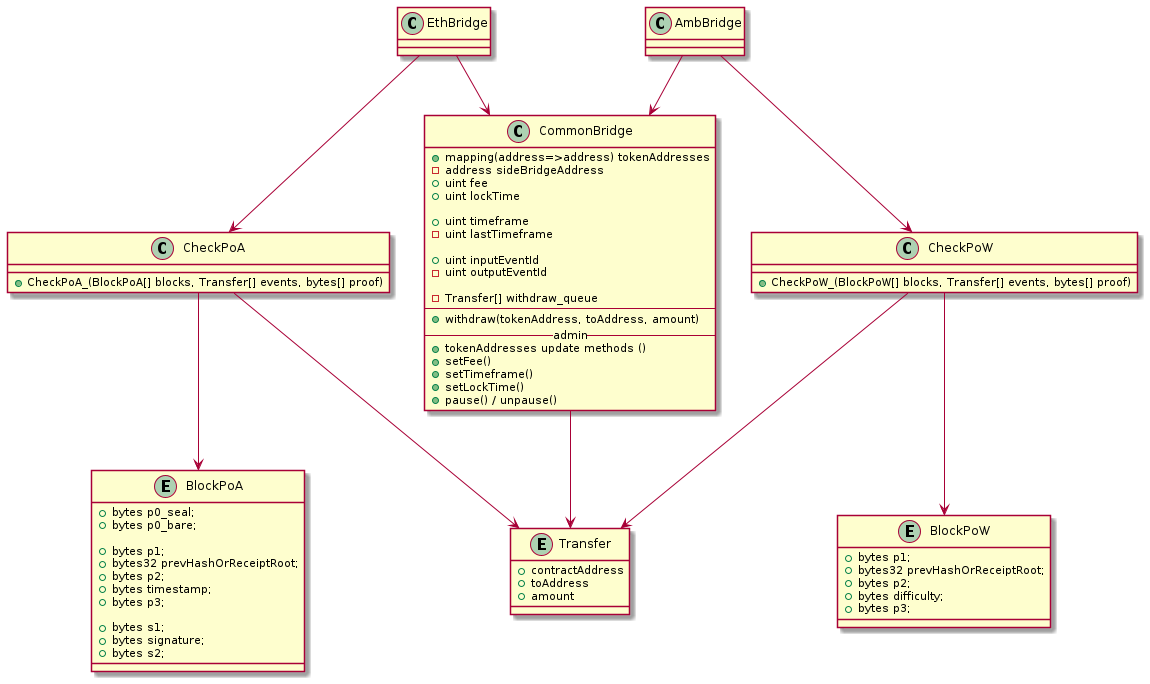 C EthBridge
C AmbBridge
C CommonBridge
mapping(address=>address) tokenAddresses
address sideBridgeAddress
uint fee
uint lockTime
uint timeframe
uint lastTimeframe
uint inputEventId
uint outputEventId
Transfer[] withdraw_queue
withdraw(tokenAddress, toAddress, amount)
admin
tokenAddresses update methods ()
setFee()
setTimeframe()
setLockTime()
pause() / unpause()
C CheckPoA
CheckPoA_(BlockPoA[] blocks, Transfer[] events, bytes[] proof)
C CheckPoW
CheckPoW_(BlockPoW[] blocks, Transfer[] events, bytes[] proof)
E BlockPoA
bytes p0_seal;
bytes p0_bare;
bytes p1;
bytes32 prevHashOrReceiptRoot;
bytes p2;
bytes timestamp;
bytes p3;
bytes s1;
bytes signature;
bytes s2;
E Transfer
contractAddress
toAddress
amount
E BlockPoW
bytes p1;
bytes32 prevHashOrReceiptRoot;
bytes p2;
bytes difficulty;
bytes p3;